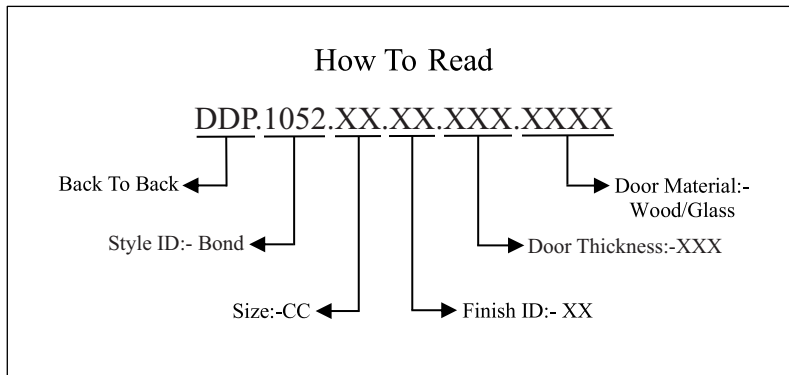 How To Read
DDP.1052.XX.XX.XXX.XXXX
Back To Back
Door Material:-
Wood/Glass
Style ID:- Bond
Door Thickness:-XXX
Size:-CC
Finish ID:- XX